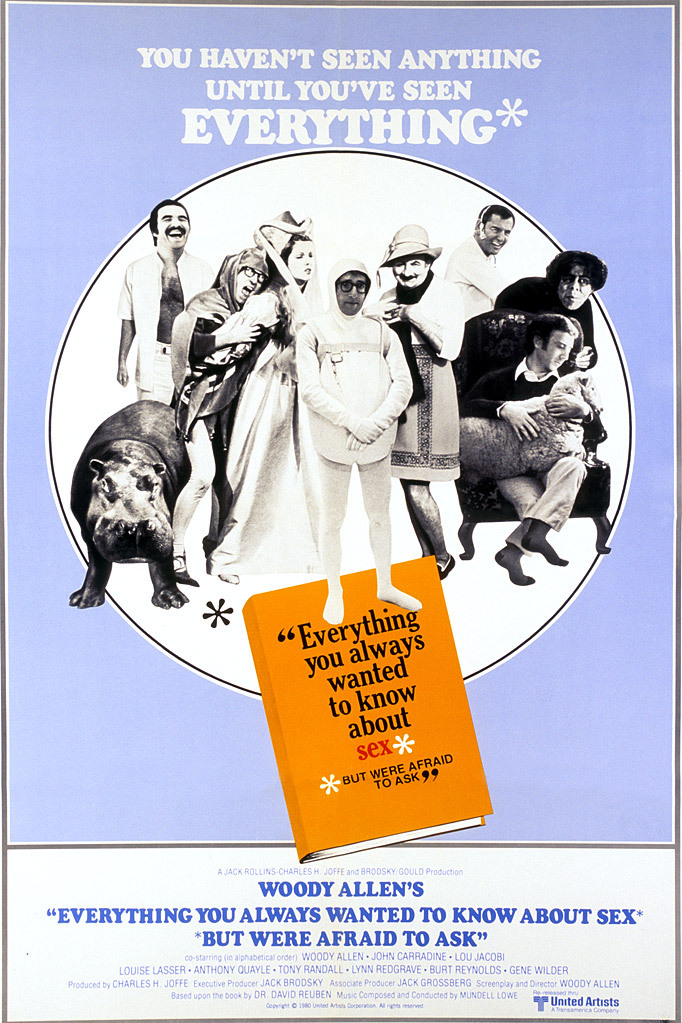 YOU HAVEN'T SEEN ANYTHING
UNTIL YOU'VE SEEN
EVERYTHING*
*
"Everything
you always
wanted
to know
about
sex*
*BUT WERE AFRAID
TO ASK"
A JACK ROLLINS-CHARLES H. JOFFE and BRODSKY/GOULD Production
WOODY ALLEN'S
"EVERYTHING YOU ALWAYS WANTED TO KNOW ABOUT SEX*
*BUT WERE AFRAID TO ASK"
co-starring (in alphabetical order) WOODY ALLEN • JOHN CARRADINE • LOU JACOBI
LOUISE LASSER • ANTHONY QUAYLE • TONY RANDALL • LYNN REDGRAVE • BURT REYNOLDS • GENE WILDER
Produced by CHARLES H. JOFFE Executive Producer JACK BRODSKY Associate Producer JACK GROSSBERG Screenplay and Director WOODY ALLEN
Based upon the book by DR. DAVID REUBEN Music Composed and Conducted by MUNDELL LOWE
Re-released thru
United Artists
A Transamerica Company
Copyright © 1980 United Artists Corporation. All rights reserved.